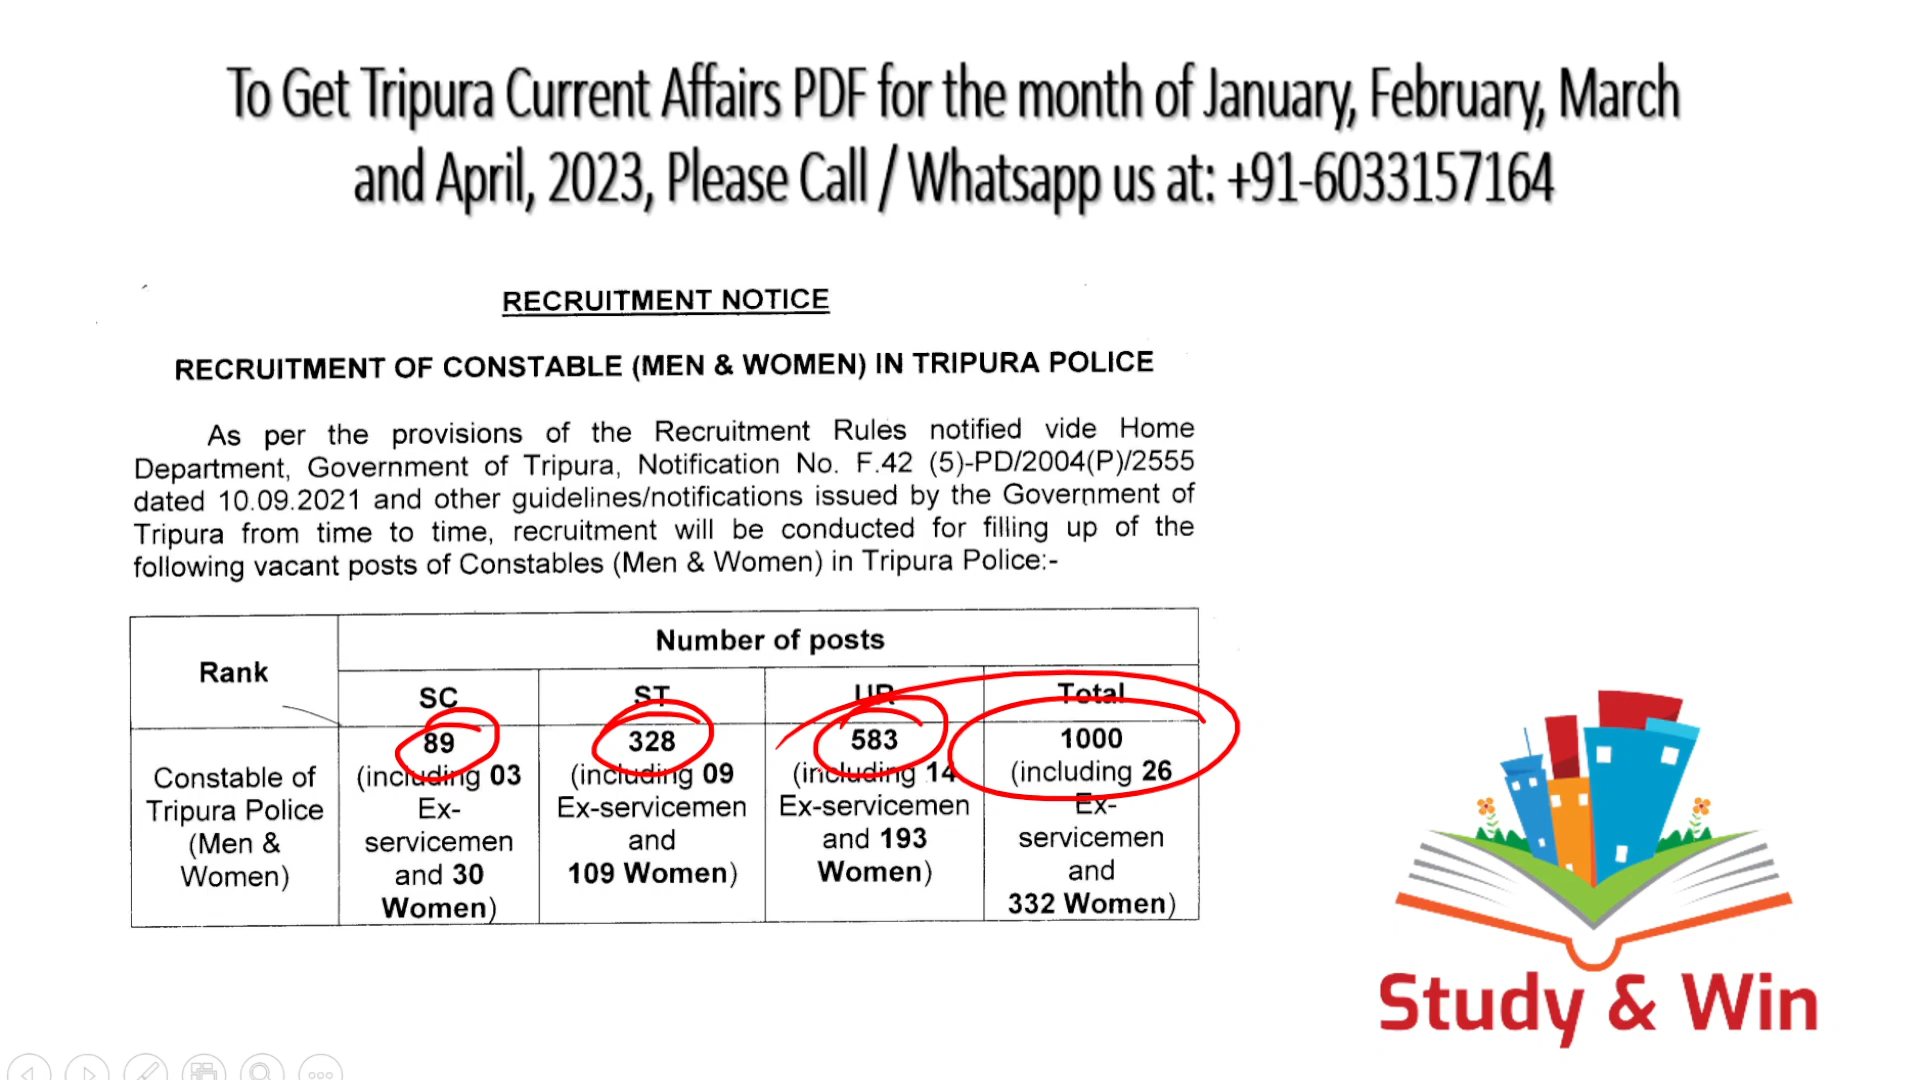 To Get Tripura Current Affairs PDF for the month of January, February, March
and April, 2023, Please Call / Whatsapp us at: +91-6033157164
RECRUITMENT NOTICE
RECRUITMENT OF CONSTABLE (MEN & WOMEN) IN TRIPURA POLICE
As per the provisions of the Recruitment Rules notified vide Home
Department, Government of Tripura, Notification No. F.42 (5)-PD/2004(P)/2555
dated 10.09.2021 and other guidelines/notifications issued by the Government of
Tripura from time to time, recruitment will be conducted for filling up of the
following vacant posts of Constables (Men & Women) in Tripura Police:-
Rank
Number of posts
SC
ST
UR
Total
Constable of
Tripura Police
(Men &
Women)
89
(including 03
Ex-
servicemen
and 30
Women)
328
(including 09
Ex-servicemen
and
109 Women)
583
(including 14
Ex-servicemen
and 193
Women)
1000
(including 26
Ex-
servicemen
and
332 Women)
Study & Win